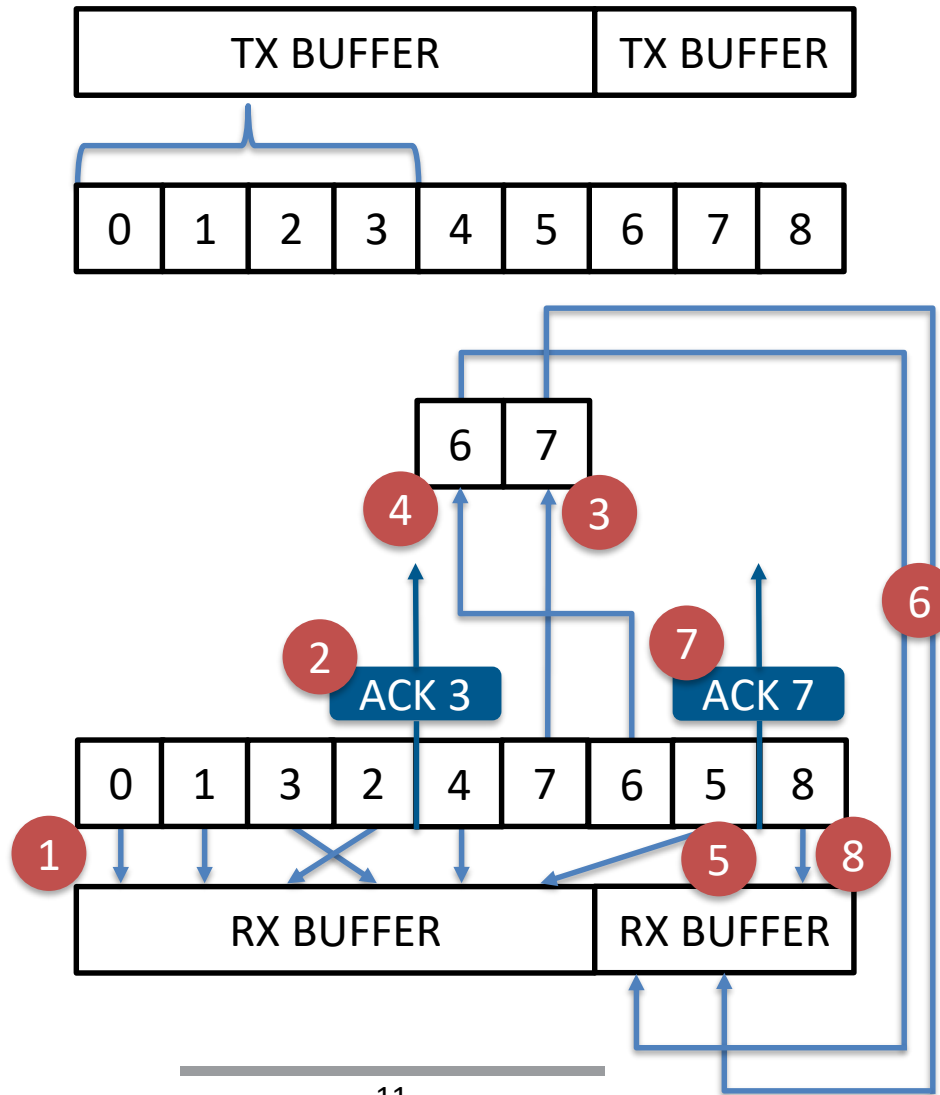 TX BUFFER TX BUFFER
0 1 2 3 4 5 6 7 8
6 7
4 3
6
2 7
ACK 3 ACK 7
0 1 3 2 4 7 6 5 8
1 5 8
RX BUFFER RX BUFFER
11